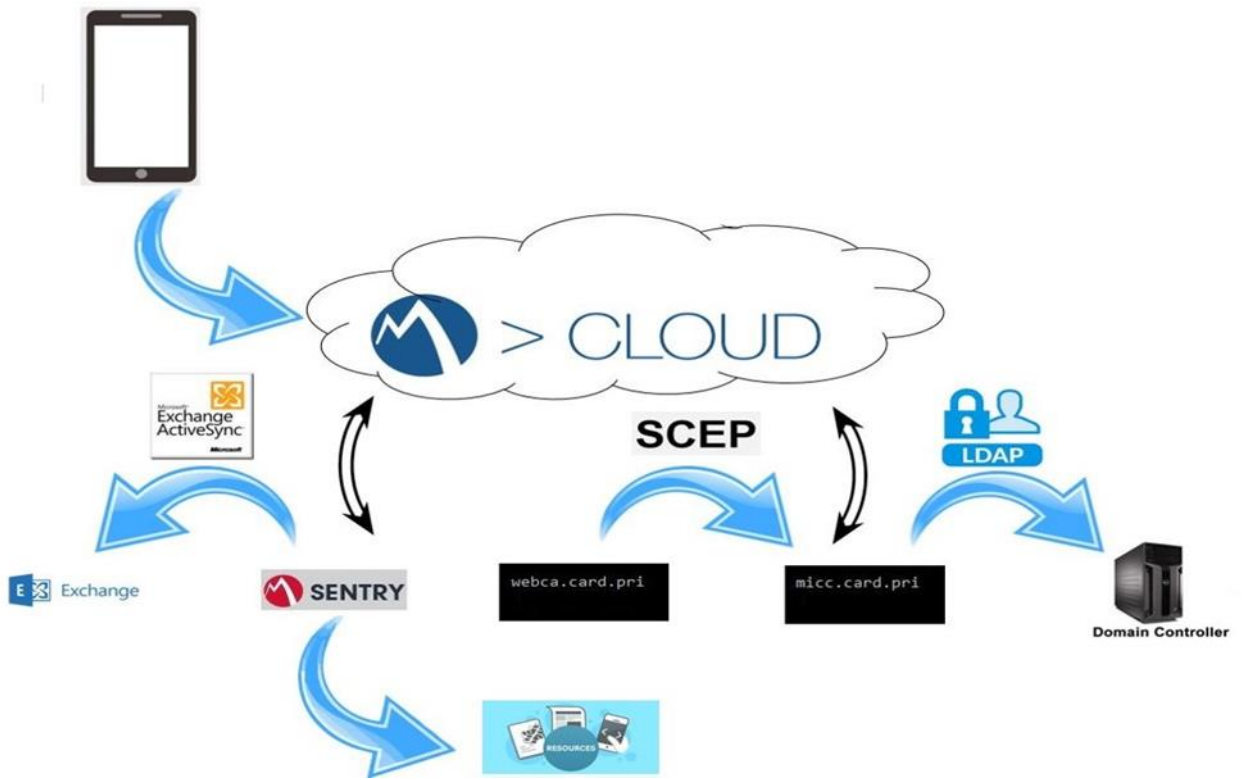 > CLOUD
Microsoft
Exchange
ActiveSync
Microsoft
SCEP
LDAP
E Exchange
SENTRY
webca.card.pri
micc.card.pri
Domain Controller
RESOURCES